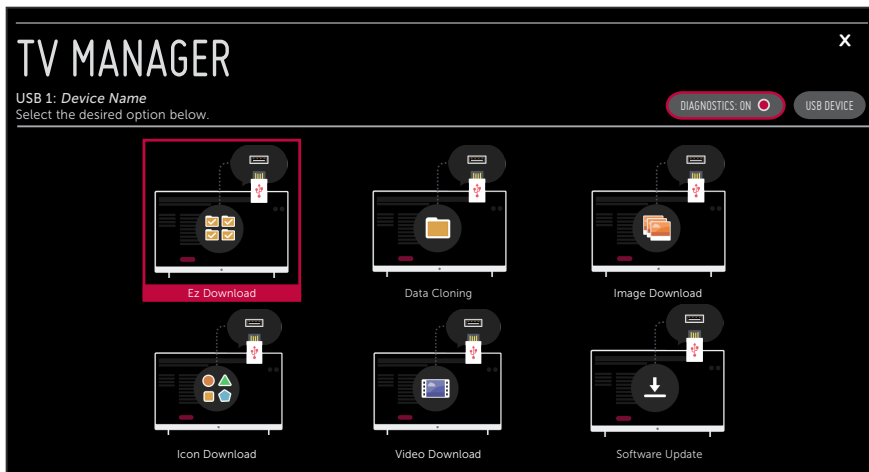 X
TV MANAGER
USB 1: Device Name
Select the desired option below.
DIAGNOSTICS: ON
USB DEVICE
Ez Download
Data Cloning
Image Download
Icon Download
Video Download
Software Update